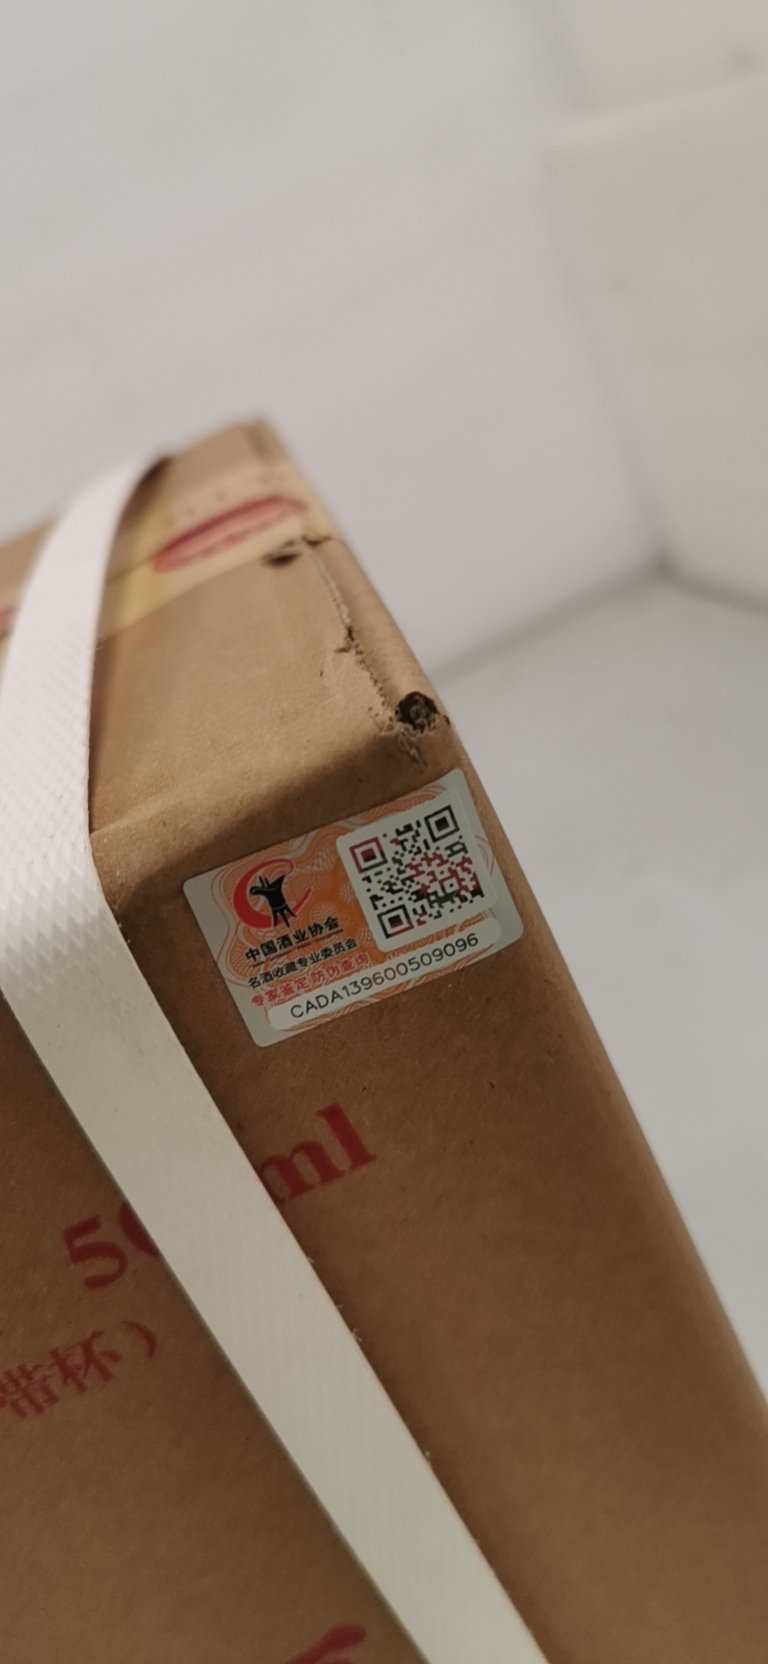 中国酒业协会
名酒收藏专业委员会
专家鉴定 防伪查询
CADA139600509096
ml
带杯）